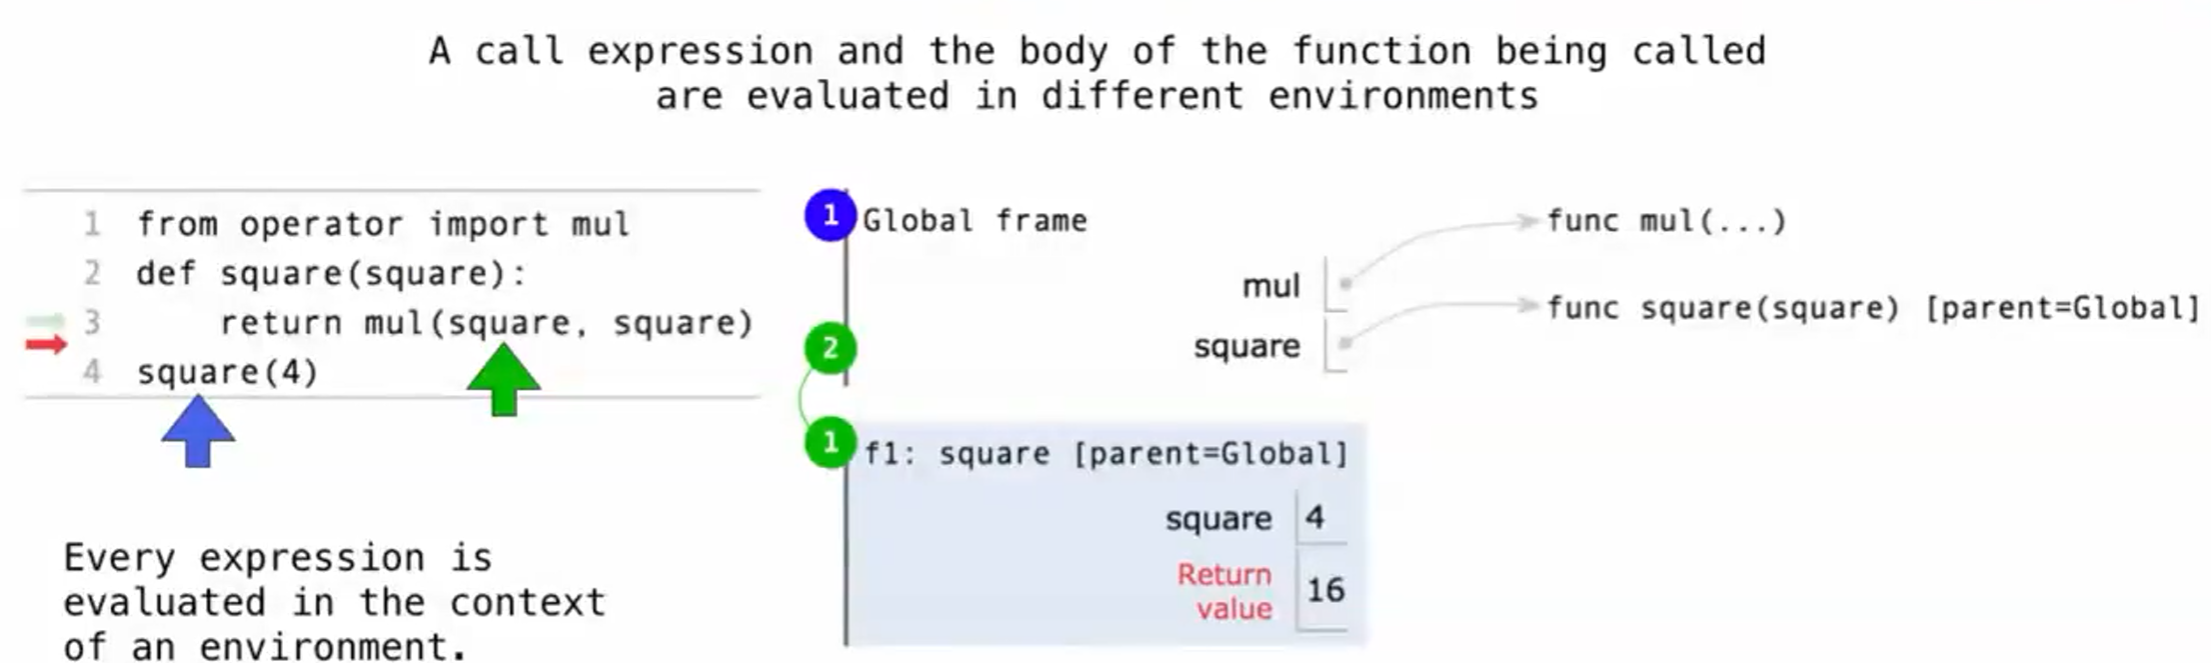 A call expression and the body of the function being called
are evaluated in different environments
1 from operator import mul
2 def square(square):
3 return mul(square, square)
4 square(4)
Every expression is
evaluated in the context
of an environment.
1 Global frame
mul
2 square
func mul(...)
func square(square) [parent=Global]
1 f1: square [parent=Global]
square 4
Return
value 16